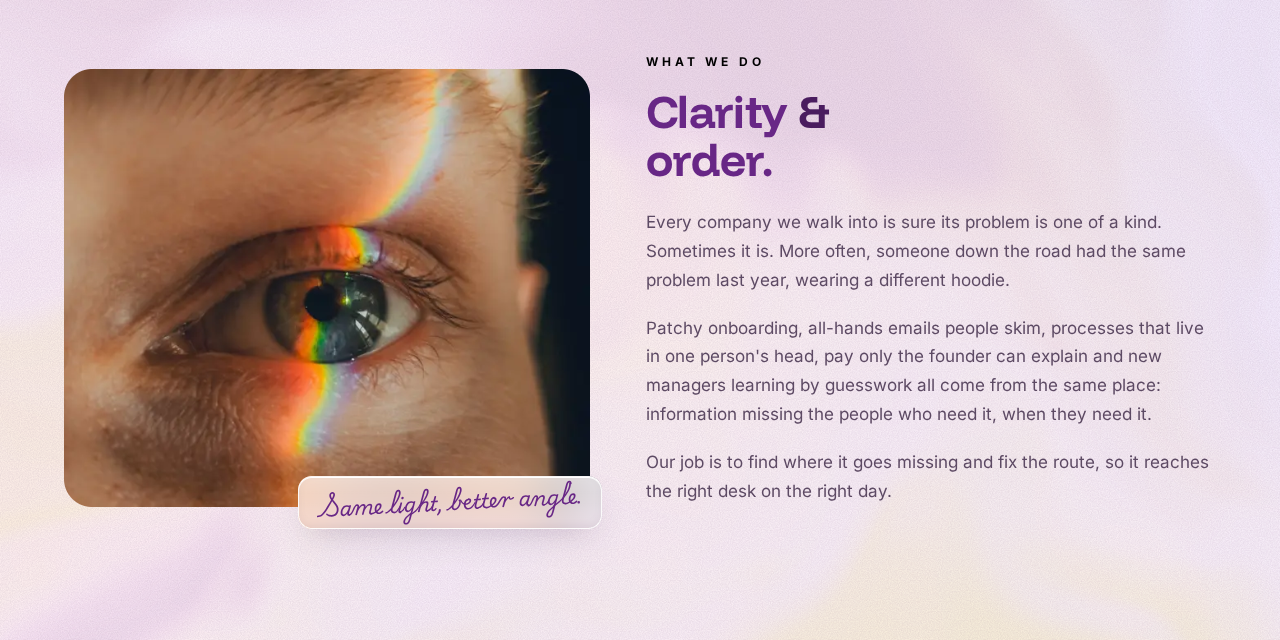 WHAT WE DO
Clarity &
order.
Every company we walk into is sure its problem is one of a kind.
Sometimes it is. More often, someone down the road had the same
problem last year, wearing a different hoodie.
Patchy onboarding, all-hands emails people skim, processes that live
in one person's head, pay only the founder can explain and new
managers learning by guesswork all come from the same place:
information missing the people who need it, when they need it.
Our job is to find where it goes missing and fix the route, so it reaches
the right desk on the right day.
Same light, better angle.